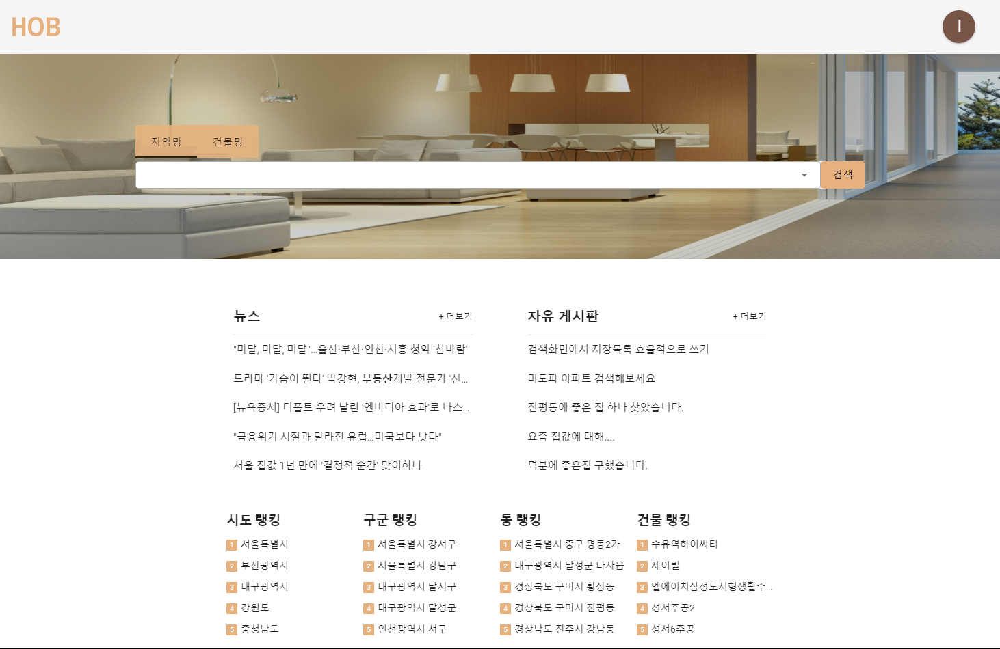 HOB
I
지역명 건물명
검색
뉴스 + 더보기
"미달, 미달, 미달"...울산·부산·인천·시흥 청약 '찬바람'
드라마 '가슴이 뛴다' 박강현, 부동산개발 전문가 '신...
[뉴욕증시] 디폴트 우려 날린 '엔비디아 효과'로 나스...
"금융위기 시절과 달라진 유럽...미국보다 낫다"
서울 집값 1년 만에 '결정적 순간' 맞이하나
자유 게시판 + 더보기
검색화면에서 저장목록 효율적으로 쓰기
미도파 아파트 검색해보세요
진평동에 좋은 집 하나 찾았습니다.
요즘 집값에 대해....
덕분에 좋은집 구했습니다.
시도 랭킹
1 서울특별시
2 부산광역시
3 대구광역시
4 강원도
5 충청남도
구군 랭킹
1 서울특별시 강서구
2 서울특별시 강남구
3 대구광역시 달서구
4 대구광역시 달성군
5 인천광역시 서구
동 랭킹
1 서울특별시 중구 명동2가
2 대구광역시 달성군 다사읍
3 경상북도 구미시 황상동
4 경상북도 구미시 진평동
5 경상남도 진주시 강남동
건물 랭킹
1 수유역하이씨티
2 제이빌
3 엘에이치삼성도시형생활주...
4 성서주공2
5 성서6주공